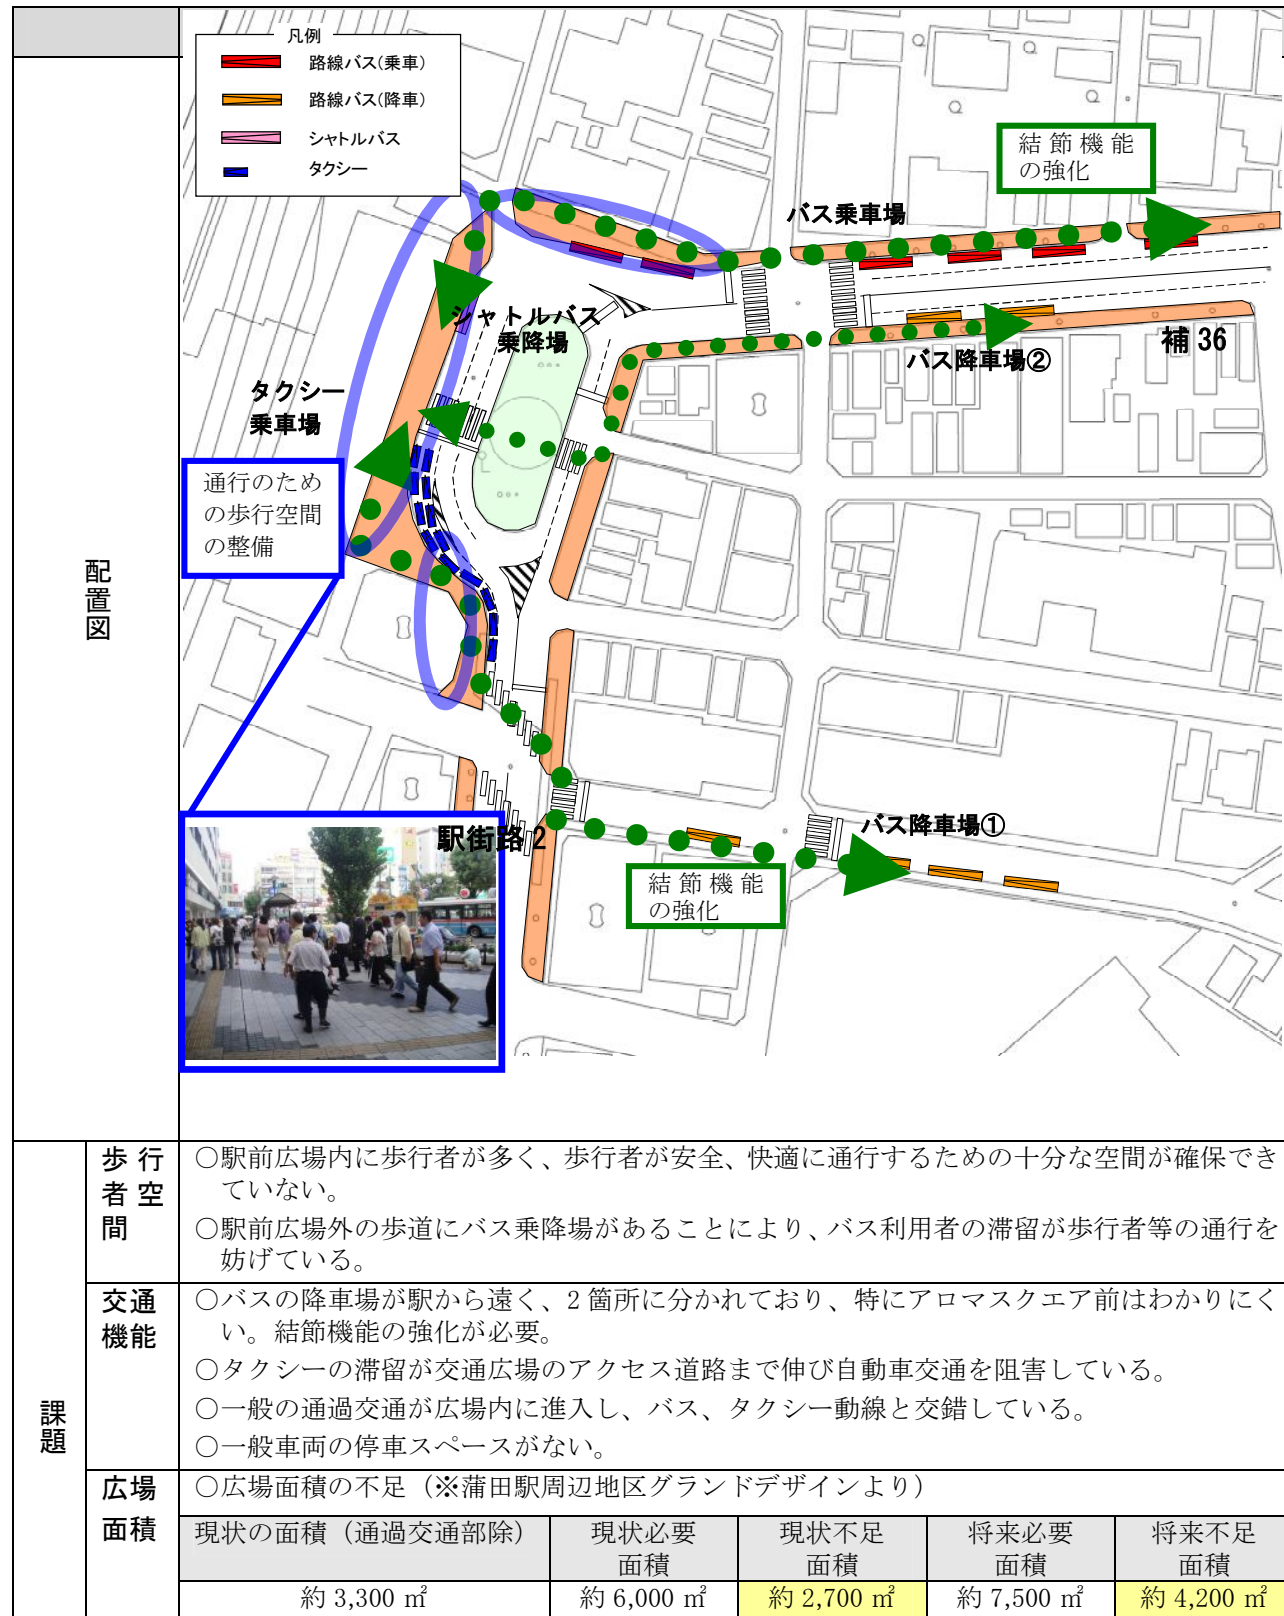 凡例
路線バス(乗車)
路線バス(降車)
シャトルバス
タクシー
結節機能
の強化
バス乗車場
シャトルバス
乗降場
補 36
バス降車場②
タクシー
乗車場
通行のため
の歩行空間
の整備
配置図
バス降車場①
駅街路 2
結節機能
の強化
課題
歩行
者空
間
○駅前広場内に歩行者が多く、歩行者が安全、快適に通行するための十分な空間が確保でき
ていない。
○駅前広場外の歩道にバス乗降場があることにより、バス利用者の滞留が歩行者等の通行を
妨げている。
交通
機能
○バスの降車場が駅から遠く、2 箇所に分かれており、特にアロマスクエア前はわかりにく
い。結節機能の強化が必要。
○タクシーの滞留が交通広場のアクセス道路まで伸び自動車交通を阻害している。
○一般の通過交通が広場内に進入し、バス、タクシー動線と交錯している。
○一般車両の停車スペースがない。
広場
面積
○広場面積の不足（※蒲田駅周辺地区グランドデザインより）
現状の面積（通過交通部除） 現状必要 現状不足 将来必要 将来不足
面積 面積 面積 面積
約 3,300 ㎡ 約 6,000 ㎡ 約 2,700 ㎡ 約 7,500 ㎡ 約 4,200 ㎡